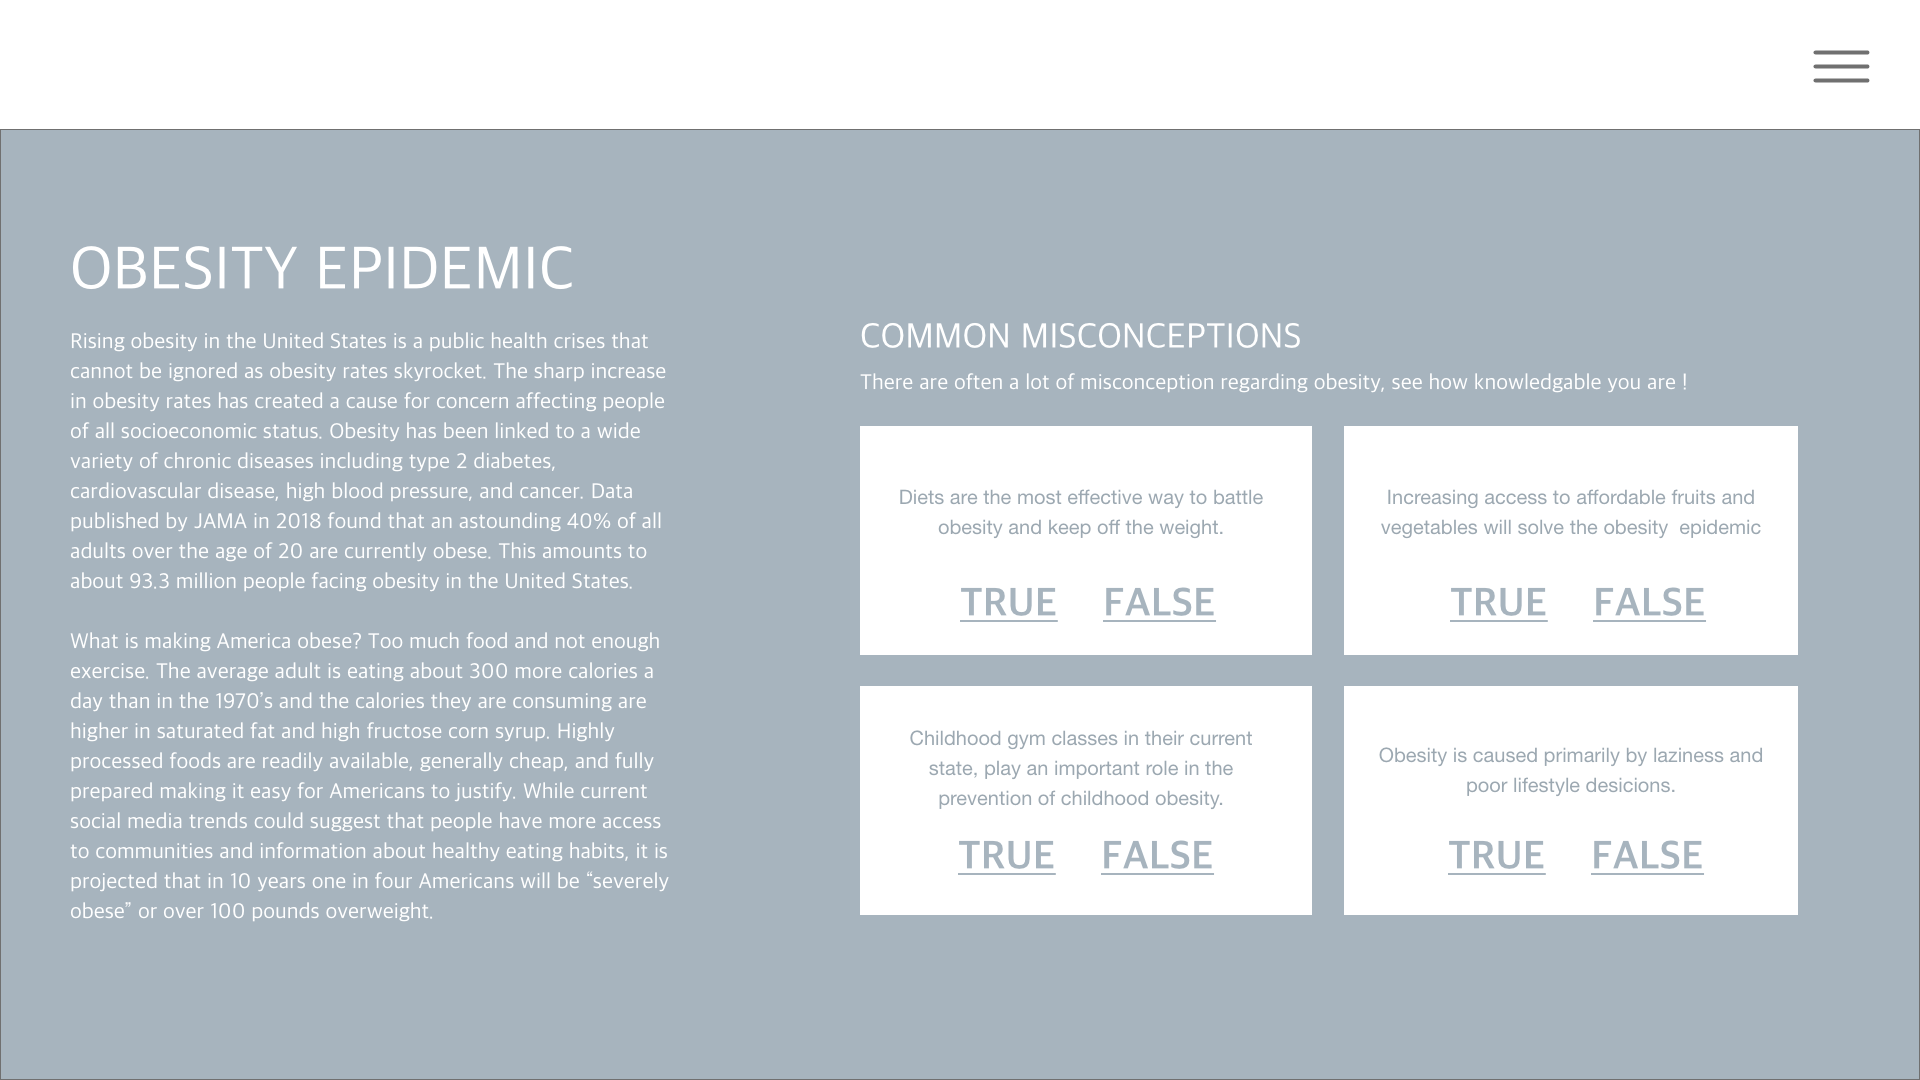 OBESITY EPIDEMIC
Rising obesity in the United States is a public health crises that
cannot be ignored as obesity rates skyrocket. The sharp increase
in obesity rates has created a cause for concern affecting people
of all socioeconomic status. Obesity has been linked to a wide
variety of chronic diseases including type 2 diabetes,
cardiovascular disease, high blood pressure, and cancer. Data
published by JAMA in 2018 found that an astounding 40% of all
adults over the age of 20 are currently obese. This amounts to
about 93.3 million people facing obesity in the United States.
What is making America obese? Too much food and not enough
exercise. The average adult is eating about 300 more calories a
day than in the 1970’s and the calories they are consuming are
higher in saturated fat and high fructose corn syrup. Highly
processed foods are readily available, generally cheap, and fully
prepared making it easy for Americans to justify. While current
social media trends could suggest that people have more access
to communities and information about healthy eating habits, it is
projected that in 10 years one in four Americans will be “severely
obese” or over 100 pounds overweight.
COMMON MISCONCEPTIONS
There are often a lot of misconception regarding obesity, see how knowledgable you are !
Diets are the most effective way to battle
obesity and keep off the weight.
TRUE FALSE
Increasing access to affordable fruits and
vegetables will solve the obesity  epidemic
TRUE FALSE
Childhood gym classes in their current
state, play an important role in the
prevention of childhood obesity.
TRUE FALSE
Obesity is caused primarily by laziness and
poor lifestyle desicions.
TRUE FALSE